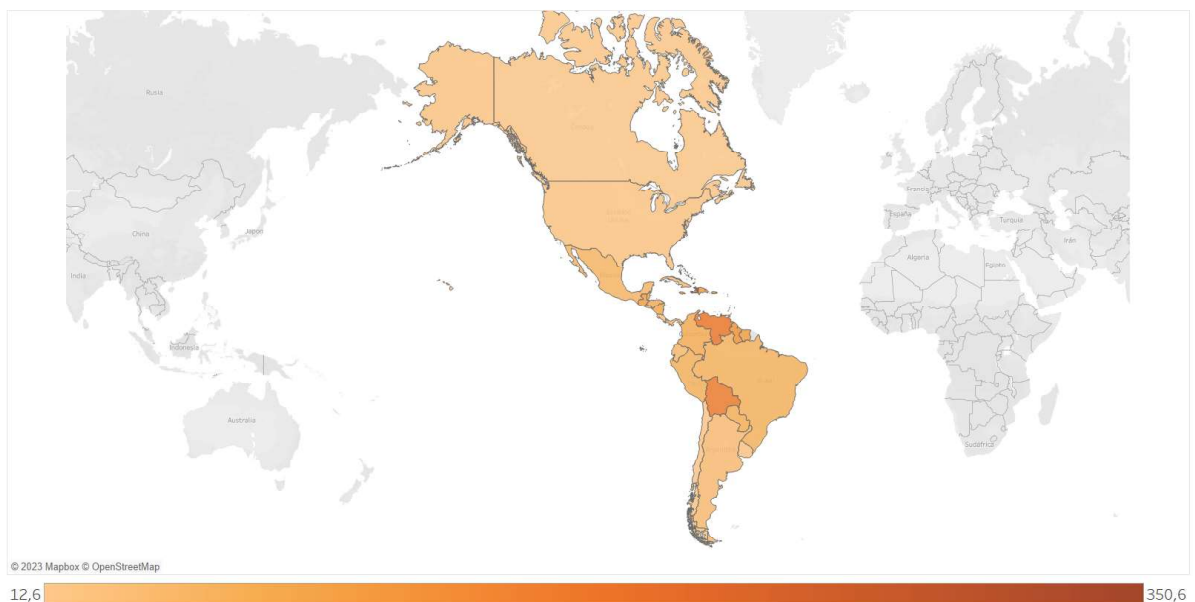 Rusia
China
Japón
India
Indonesia
Australia
Francia
España
Turquía
Irán
Algeria
Egipto
Sudáfrica
© 2023 Mapbox © OpenStreetMap
12,6
350,6